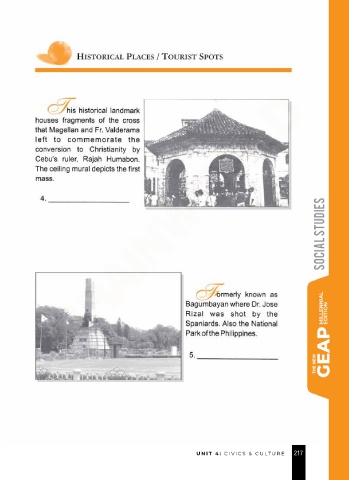 HISTORICAL PLACES / TOURIST SPOTS
This historical landmark
houses fragments of the cross
that Magellan and Fr. Valderama
left to commemorate the
conversion to Christianity by
Cebu's ruler, Rajah Humabon.
The ceiling mural depicts the first
mass.
4. _______________
Formerly known as
Bagumbayan where Dr. Jose
Rizal was shot by the
Spaniards. Also the National
Park of the Philippines.
5. _______________
SOCIAL STUDIES
THE NEW
GEAP
MILLENNIAL
EDITION
UNIT 4| CIVICS & CULTURE 217